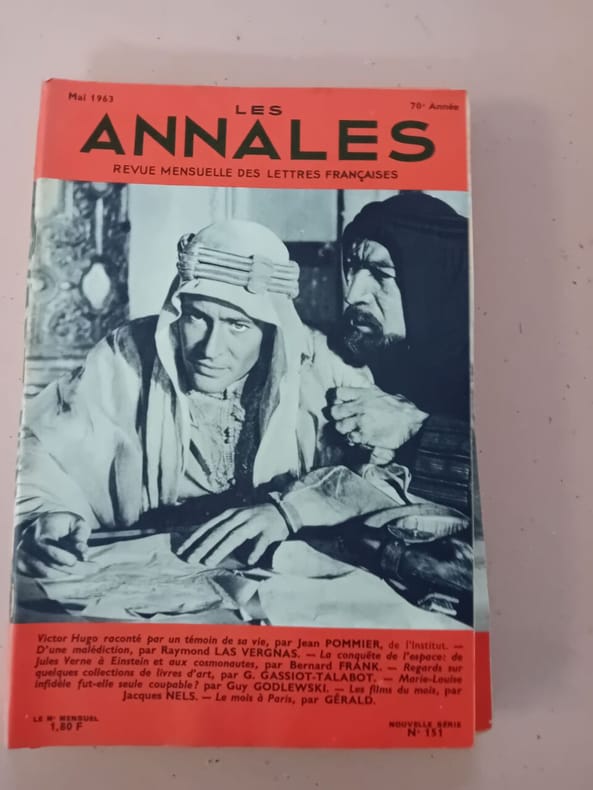 Mai 1963
70e Année
LES
ANNALES
REVUE MENSUELLE DES LETTRES FRANÇAISES
Victor Hugo raconté par un témoin de sa vie, par Jean POMMIER, de l'Institut. —
D'une malédiction, par Raymond LAS VERGNAS. — La conquête de l'espace: de
Jules Verne à Einstein et aux cosmonautes, par Bernard FRANK. — Regards sur
quelques collections de livres d'art, par G. GASSIOT-TALABOT. — Marie-Louise
infidèle fut-elle seule coupable? par Guy GODLEWSKI. — Les films du mois, par
Jacques NELS. — Le mois à Paris, par GÉRALD.
LE No MENSUEL
1,80 F
NOUVELLE SÉRIE
No 151